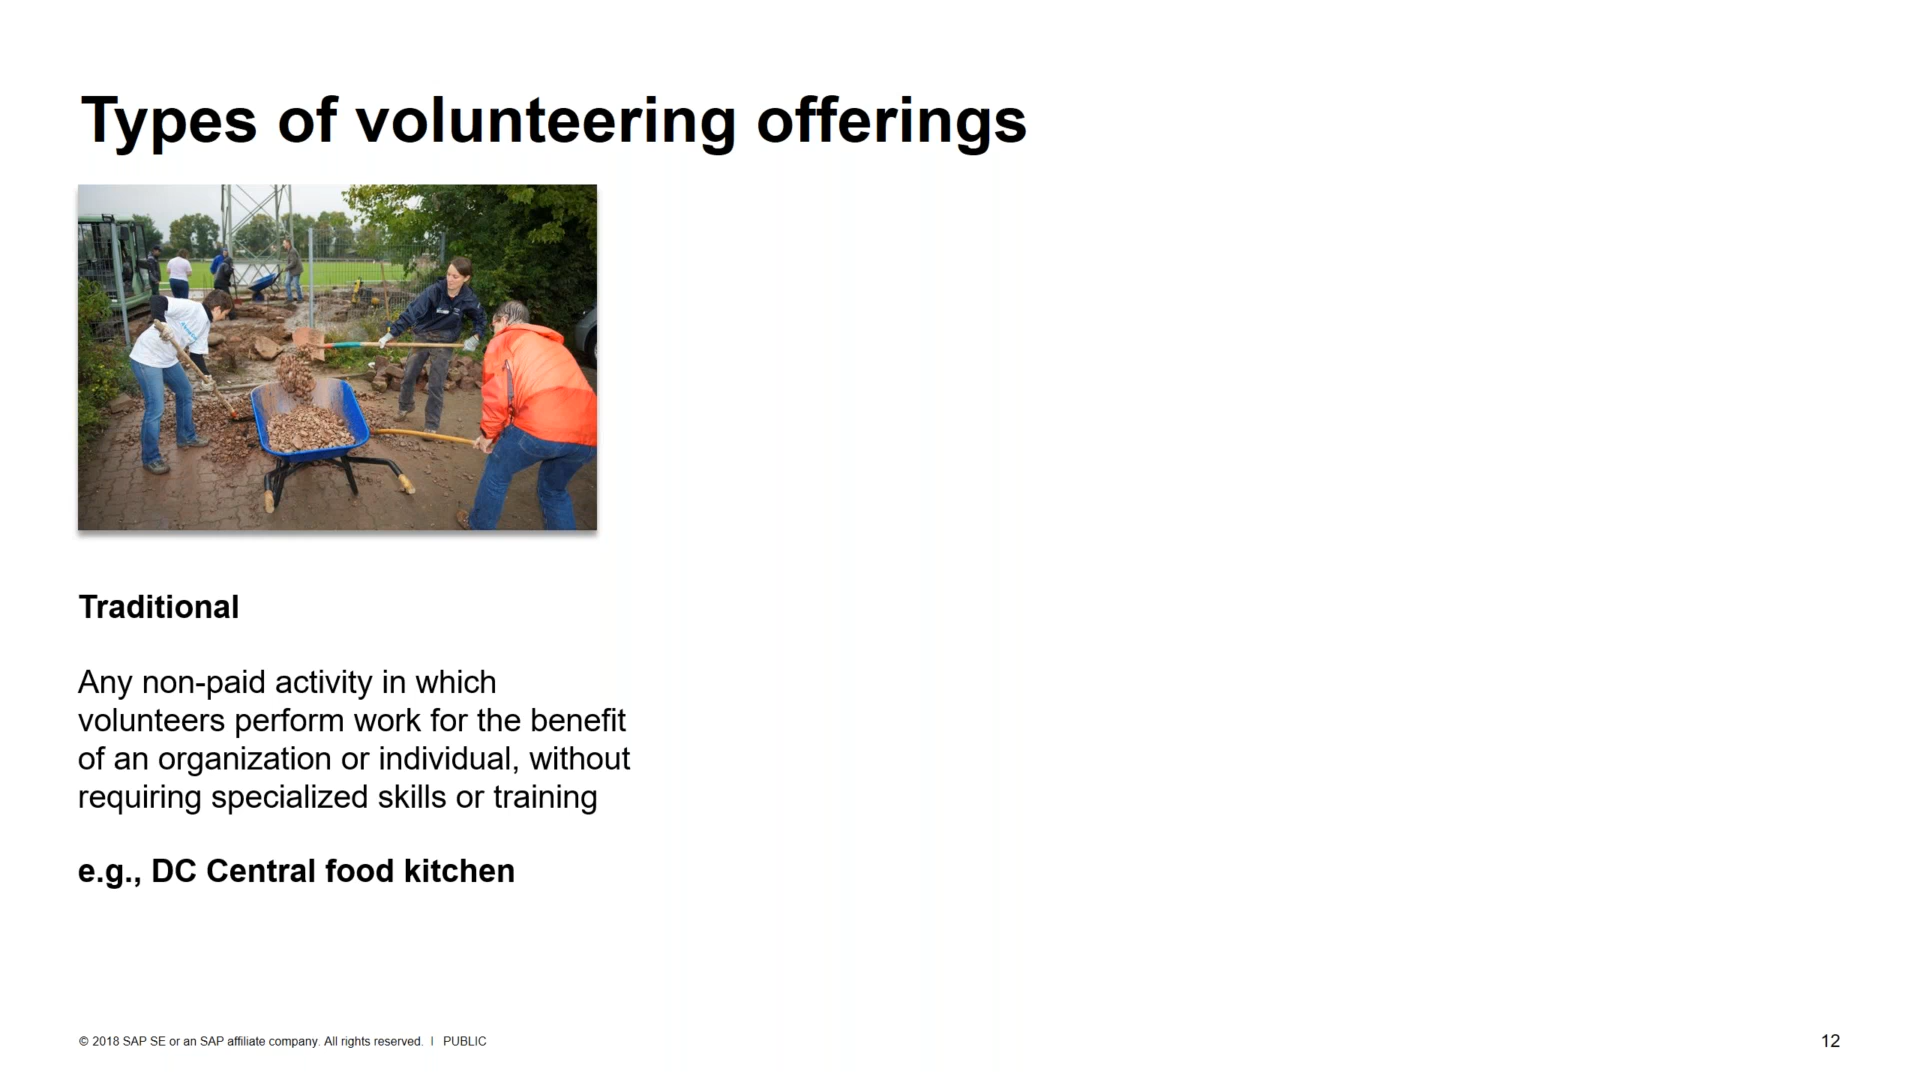 Types of volunteering offerings
Traditional
Any non-paid activity in which
volunteers perform work for the benefit
of an organization or individual, without
requiring specialized skills or training
e.g., DC Central food kitchen
© 2018 SAP SE or an SAP affiliate company. All rights reserved. | PUBLIC
12